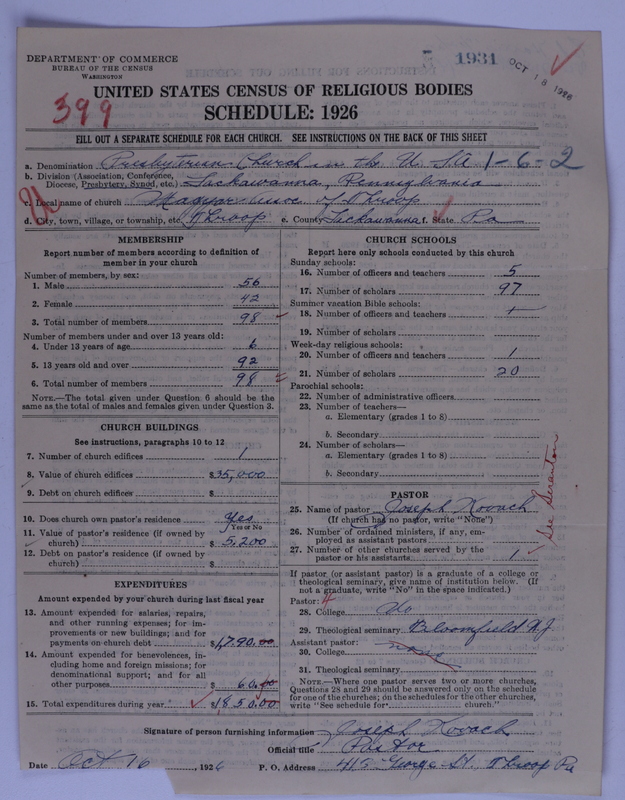 DEPARTMENT OF COMMERCE
BUREAU OF THE CENSUS
WASHINGTON
1931
OCT 18 1926
399
UNITED STATES CENSUS OF RELIGIOUS BODIES
SCHEDULE: 1926
FILL OUT A SEPARATE SCHEDULE FOR EACH CHURCH. SEE INSTRUCTIONS ON THE BACK OF THIS SHEET
a. Denomination Presbyterian Church in the U. St A 1-6-2
b. Division (Association, Conference, Diocese, Presbytery, Synod, etc.) Lackawanna, Pennsylvania
c. Local name of church Magyar of Throop
d. City, town, village, or township, etc. Throop e. County Lackawanna f. State Pa
MEMBERSHIP
Report number of members according to definition of member in your church
Number of members, by sex:
1. Male 56
2. Female 42
3. Total number of members 98
Number of members under and over 13 years old:
4. Under 13 years of age 6
5. 13 years old and over 92
6. Total number of members 98
NOTE.—The total given under Question 6 should be the same as the total of males and females given under Question 3.
CHURCH BUILDINGS
See instructions, paragraphs 10 to 12
7. Number of church edifices 1
8. Value of church edifices $35,000
9. Debt on church edifices $
10. Does church own pastor's residence Yes
Yes or No
11. Value of pastor's residence (if owned by church) $ 5,200
12. Debt on pastor's residence (if owned by church) $
EXPENDITURES
Amount expended by your church during last fiscal year
13. Amount expended for salaries, repairs, and other running expenses; for improvements or new buildings; and for payments on church debt $1,790.00
14. Amount expended for benevolences, including home and foreign missions; for denominational support; and for all other purposes $ 60.00
15. Total expenditures during year $1850.00
CHURCH SCHOOLS
Report here only schools conducted by this church
Sunday schools:
16. Number of officers and teachers 5
17. Number of scholars 97
Summer vacation Bible schools:
18. Number of officers and teachers
19. Number of scholars
Week-day religious schools:
20. Number of officers and teachers 1
21. Number of scholars 20
Parochial schools:
22. Number of administrative officers
23. Number of teachers—
a. Elementary (grades 1 to 8)
b. Secondary
24. Number of scholars—
a. Elementary (grades 1 to 8)
b. Secondary
PASTOR
25. Name of pastor Joseph Kovach
(If church has no pastor, write "None")
26. Number of ordained ministers, if any, employed as assistant pastors
27. Number of other churches served by the pastor or his assistants 1
See Scranton
If pastor (or assistant pastor) is a graduate of a college or theological seminary, give name of institution below. (If not a graduate, write "No" in the space indicated.)
Pastor:
28. College do
29. Theological seminary Bloomfield N.J
Assistant pastor:
30. College none
31. Theological seminary
NOTE.—Where one pastor serves two or more churches, Questions 28 and 29 should be answered only on the schedule for one of the churches; on the schedules for the other churches, write "See schedule for church."
Signature of person furnishing information Joseph Kovach
Official title Pastor
Date Oct 16, 1926 P. O. Address 415 George St. Throop Pa